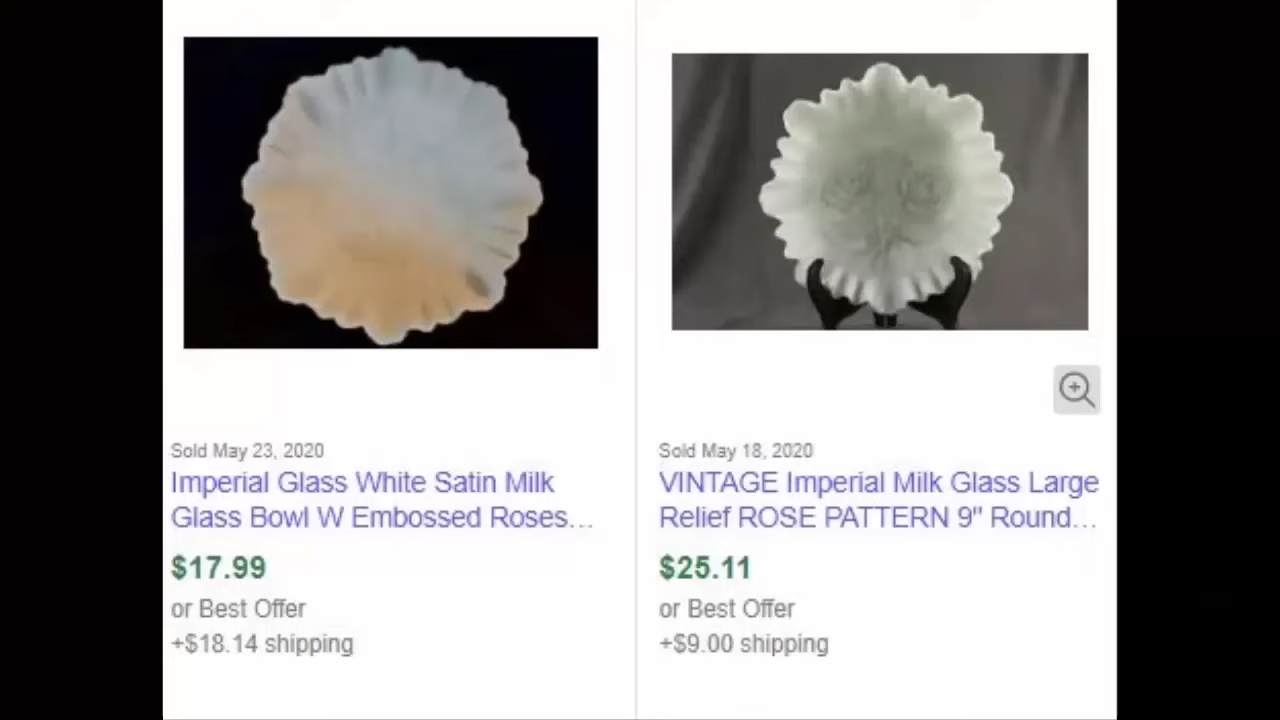 Sold May 23, 2020
Imperial Glass White Satin Milk
Glass Bowl W Embossed Roses...
$17.99
or Best Offer
+$18.14 shipping
Sold May 18, 2020
VINTAGE Imperial Milk Glass Large
Relief ROSE PATTERN 9" Round...
$25.11
or Best Offer
+$9.00 shipping